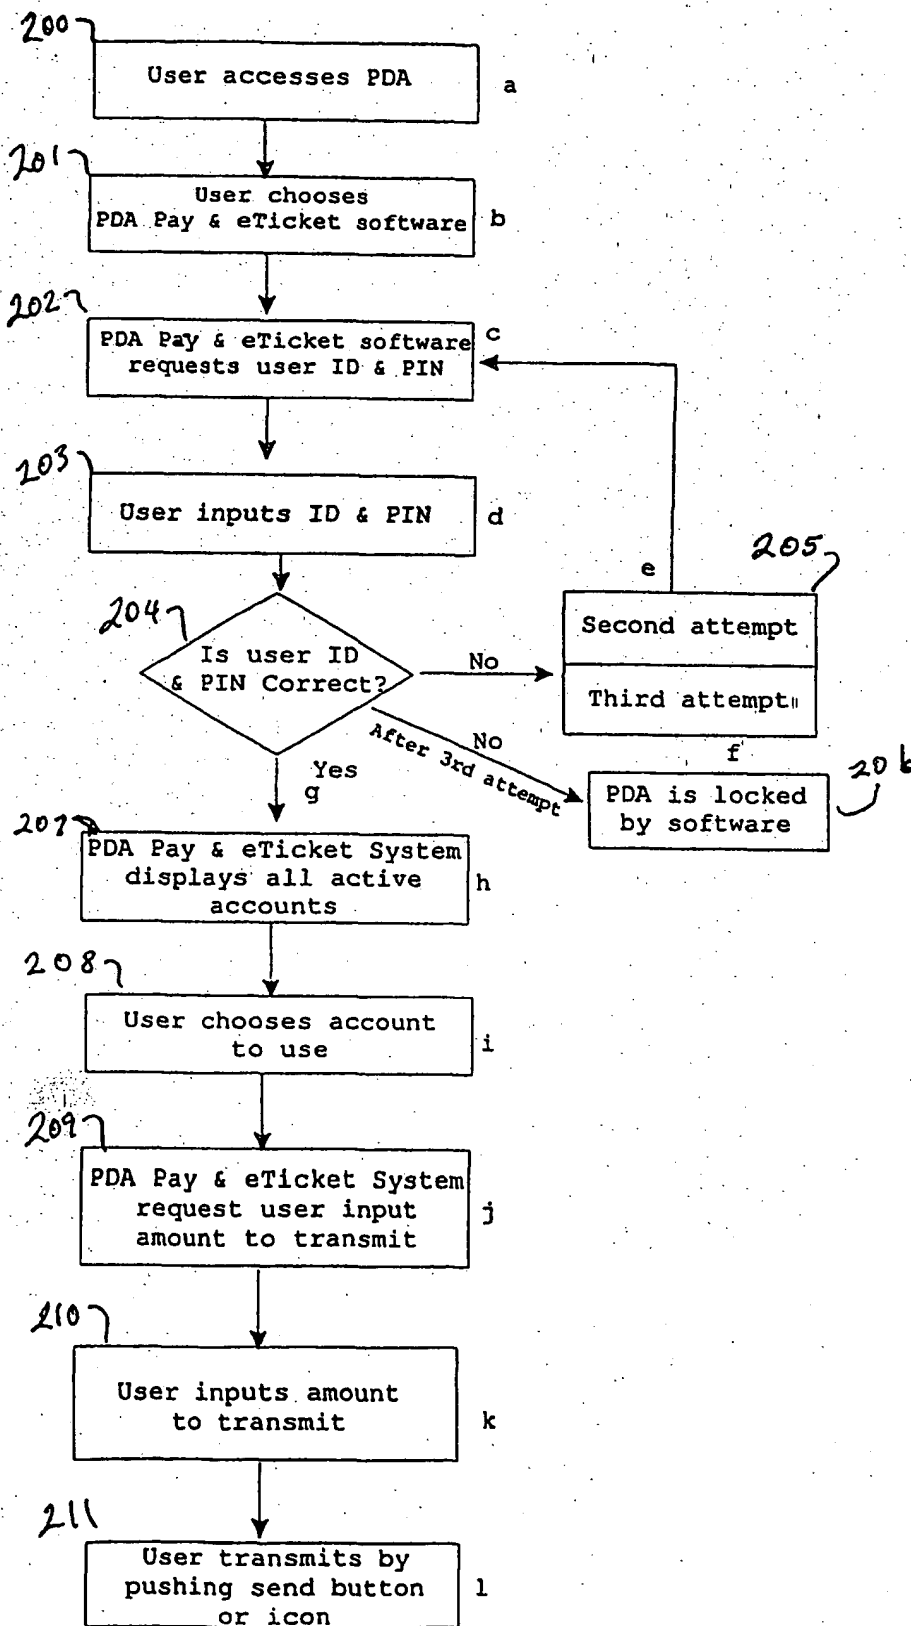 200
User accesses PDA
a
201
User chooses
PDA Pay & eTicket software
b
202
PDA Pay & eTicket software
requests user ID & PIN
c
203
User inputs ID & PIN
d
204
Is user ID
& PIN Correct?
No
e
205
Second attempt
Third attempt
f
No
After 3rd attempt
206
PDA is locked
by software
Yes
g
207
PDA Pay & eTicket System
displays all active
accounts
h
208
User chooses account
to use
i
209
PDA Pay & eTicket System
request user input
amount to transmit
j
210
User inputs amount
to transmit
k
211
User transmits by
pushing send button
or icon
l